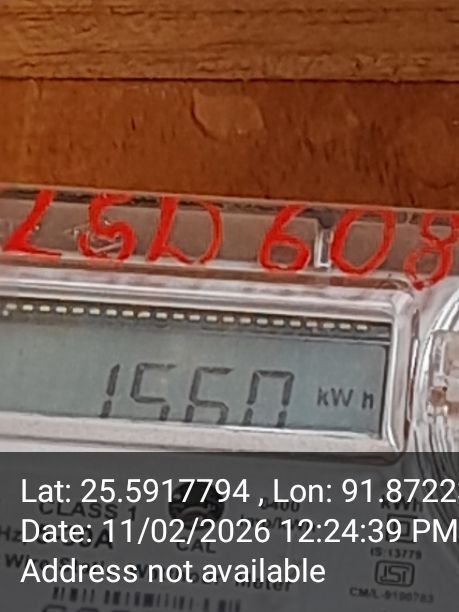 LSD 608
1560 kWh
Lat: 25.5917794 , Lon: 91.8722
Date: 11/02/2026 12:24:39 PM
Address not available
CLASS 1
CAL
IS:13779
CM/L-9190783